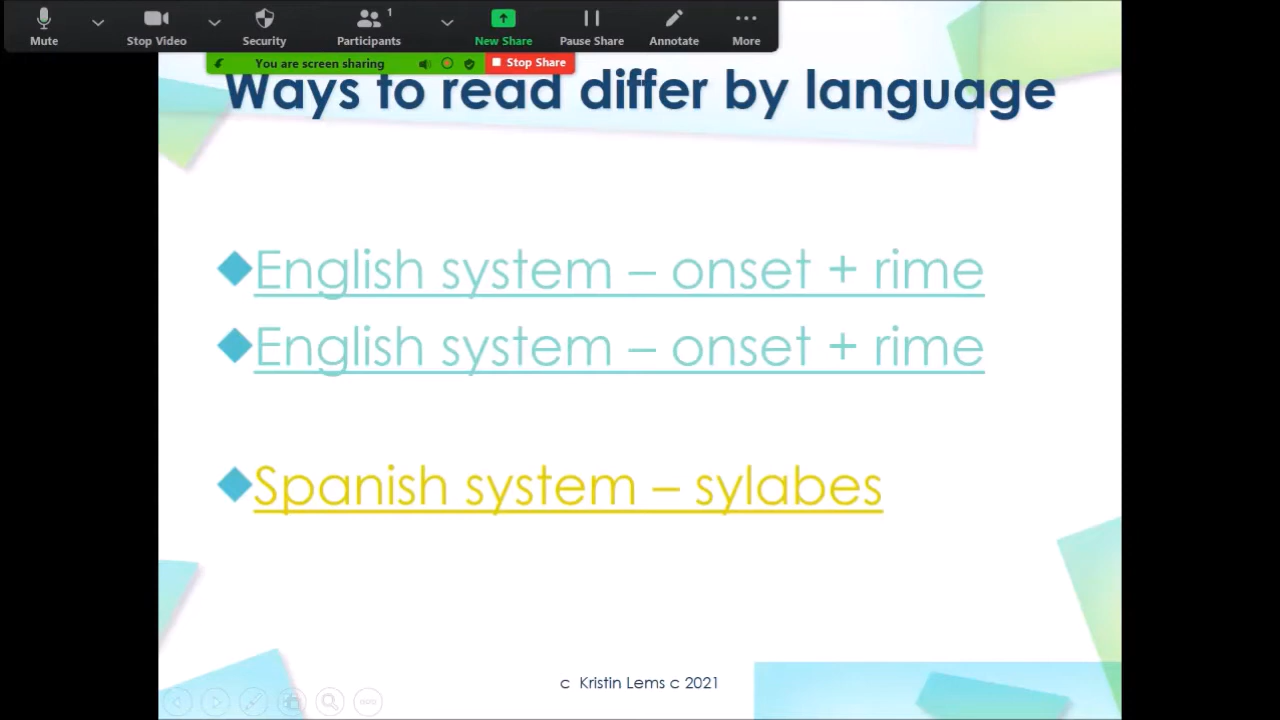 Mute
Stop Video
Security
Participants
1
New Share
Pause Share
Annotate
More
You are screen sharing
Stop Share
Ways to read differ by language
English system – onset + rime
English system – onset + rime
Spanish system – sylabes
c Kristin Lems c 2021